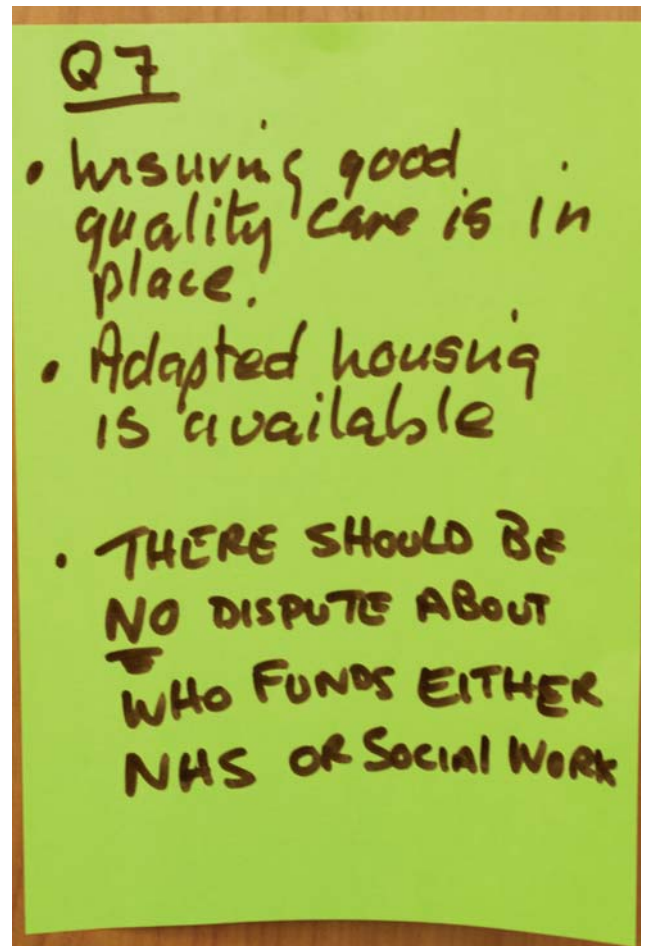 Q7
• Insuring good
quality care is in
place.
• Adapted housing
is available
• THERE SHOULD BE
NO DISPUTE ABOUT
WHO FUNDS EITHER
NHS OR SOCIAL WORK